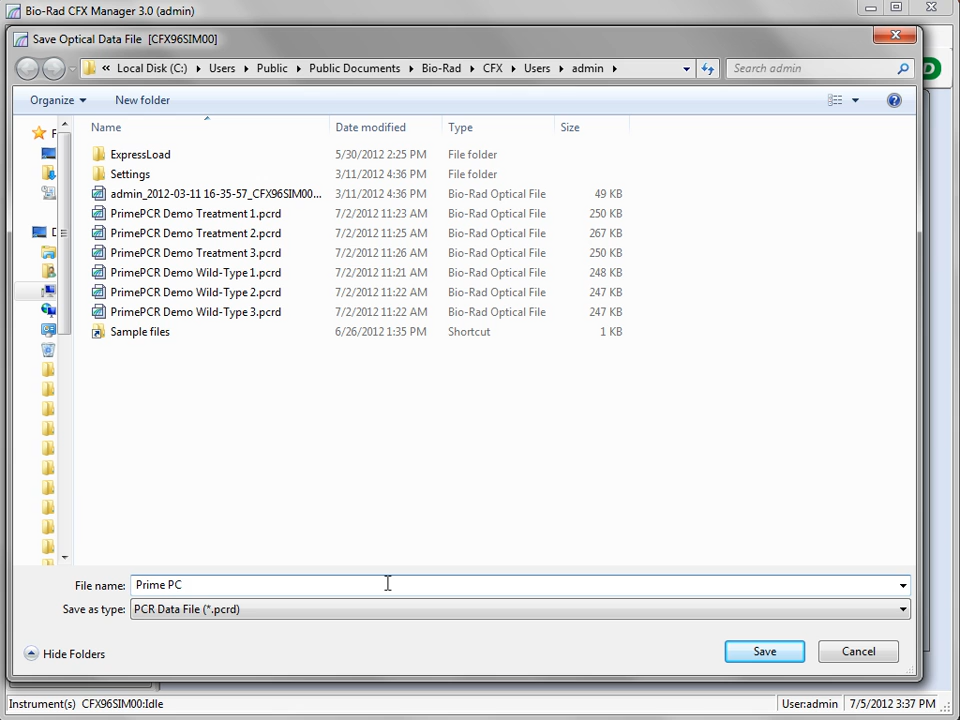 Bio-Rad CFX Manager 3.0 (admin)
Save Optical Data File [CFX96SIM00]
« Local Disk (C:) Users Public Public Documents Bio-Rad CFX Users admin
Search admin
D
Organize New folder
Name Date modified Type Size
F
ExpressLoad 5/30/2012 2:25 PM File folder
Settings 3/11/2012 4:36 PM File folder
admin_2012-03-11 16-35-57_CFX96SIM00... 3/11/2012 4:36 PM Bio-Rad Optical File 49 KB
PrimePCR Demo Treatment 1.pcrd 7/2/2012 11:23 AM Bio-Rad Optical File 250 KB
PrimePCR Demo Treatment 2.pcrd 7/2/2012 11:25 AM Bio-Rad Optical File 267 KB
PrimePCR Demo Treatment 3.pcrd 7/2/2012 11:26 AM Bio-Rad Optical File 250 KB
PrimePCR Demo Wild-Type 1.pcrd 7/2/2012 11:21 AM Bio-Rad Optical File 248 KB
PrimePCR Demo Wild-Type 2.pcrd 7/2/2012 11:22 AM Bio-Rad Optical File 247 KB
PrimePCR Demo Wild-Type 3.pcrd 7/2/2012 11:22 AM Bio-Rad Optical File 247 KB
Sample files 6/26/2012 1:35 PM Shortcut 1 KB
File name: Prime PC
Save as type: PCR Data File (*.pcrd)
Hide Folders Save Cancel
Instrument(s) CFX96SIM00:Idle User:admin 7/5/2012 3:37 PM